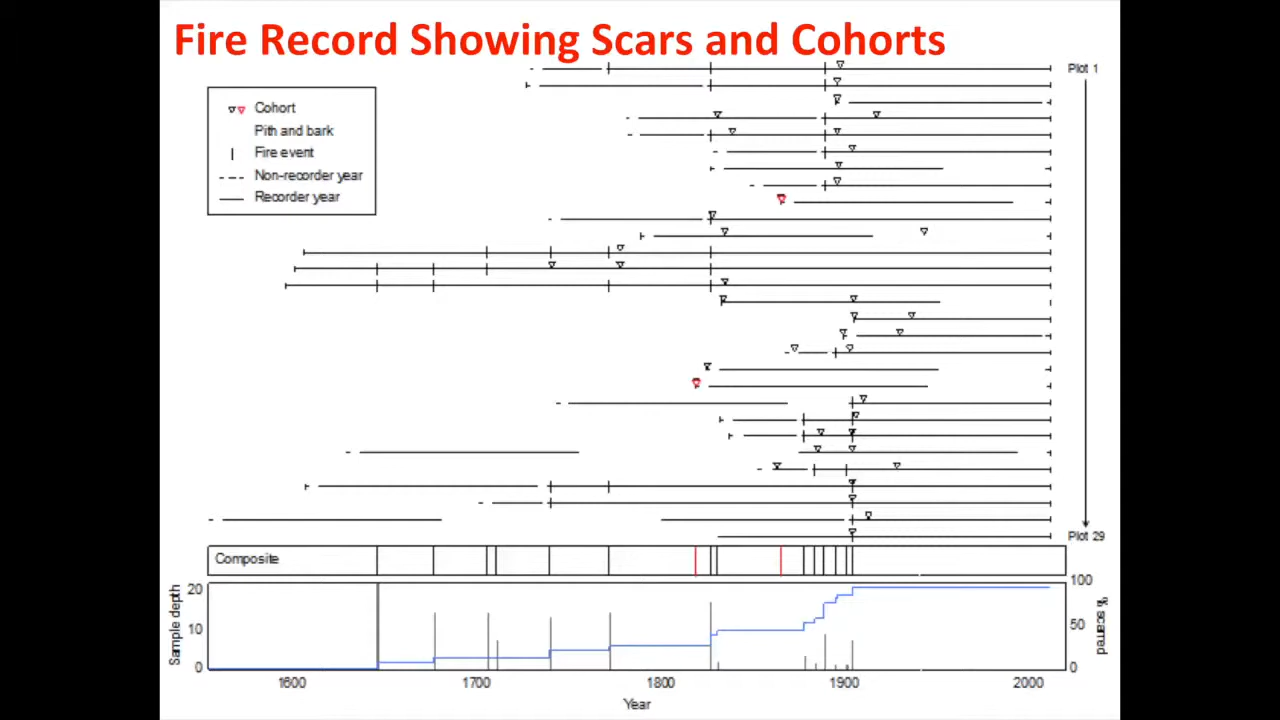 Fire Record Showing Scars and Cohorts
Plot 1
Cohort
Pith and bark
Fire event
Non-recorder year
Recorder year
Plot 29
Composite
Sample depth
20
10
0
100
50
0
% scarred
1600 1700 1800 1900 2000
Year